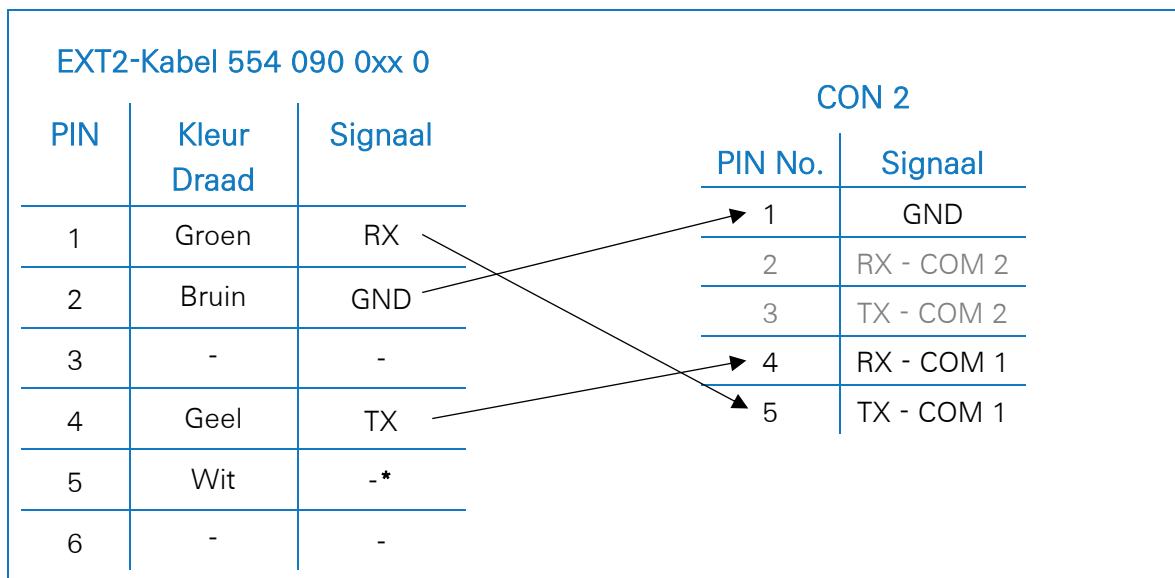 EXT2-Kabel 554 090 0xx 0
PIN Kleur Draad Signaal
1 Groen RX
2 Bruin GND
3 - -
4 Geel TX
5 Wit -*
6 - -
CON 2
PIN No. Signaal
1 GND
2 RX - COM 2
3 TX - COM 2
4 RX - COM 1
5 TX - COM 1